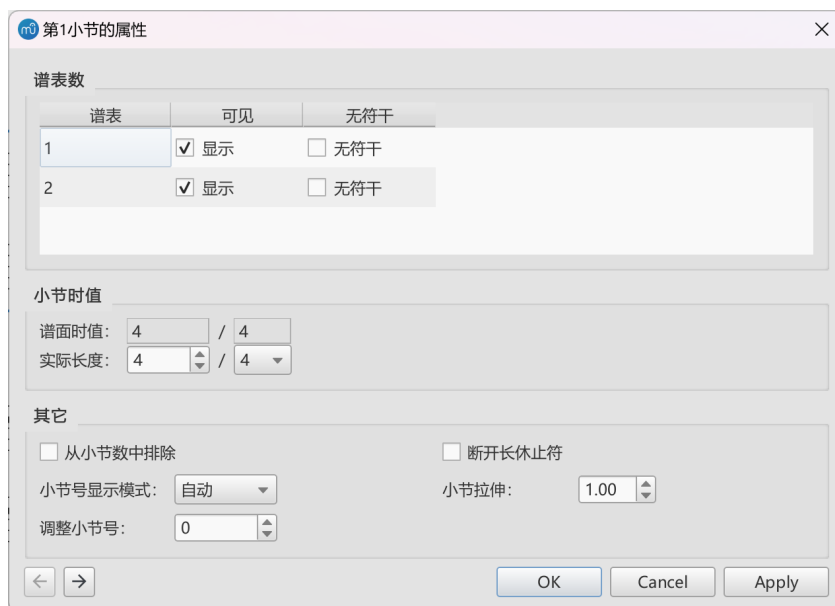 第1小节的属性
谱表数
谱表 可见 无符干
1 显示 无符干
2 显示 无符干
小节时值
谱面时值： 4 / 4
实际长度： 4 / 4
其它
从小节数中排除 断开长休止符
小节号显示模式： 自动 小节拉伸： 1.00
调整小节号： 0
OK Cancel Apply